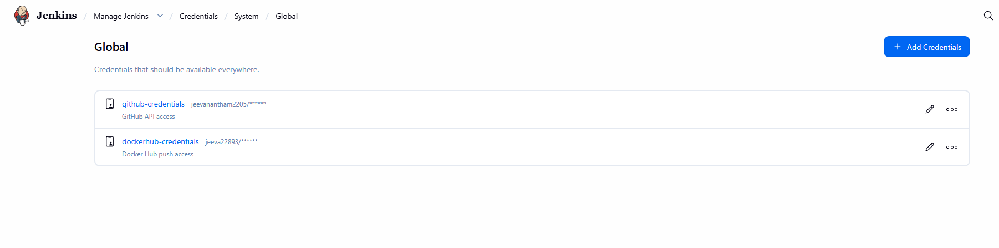 Jenkins / Manage Jenkins / Credentials / System / Global
Global
+ Add Credentials
Credentials that should be available everywhere.
github-credentials jeevanantham2205/******
GitHub API access
dockerhub-credentials jeeva22893/******
Docker Hub push access